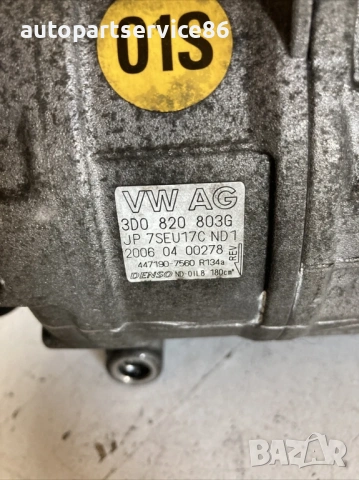 autopartservice86
01S
VW AG
3D0 820 803G
JP 7SEU17C ND1
2006 04 00278
447190-7560 R134a
DENSO ND-OIL8 180cm³
REV
BAZAR